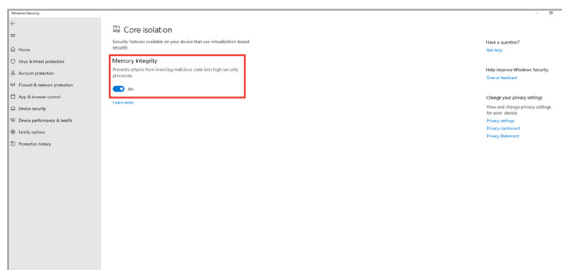 Windows Security
Home
Virus & threat protection
Account protection
Firewall & network protection
App & browser control
Device security
Device performance & health
Family options
Protection history
Core isolation
Security features available on your device that use virtualization-based
security.
Memory integrity
Prevents attacks from inserting malicious code into high-security
processes.
On
Learn more
Have a question?
Get help
Help improve Windows Security
Give us feedback
Change your privacy settings
View and change privacy settings
for your device.
Privacy settings
Privacy dashboard
Privacy Statement